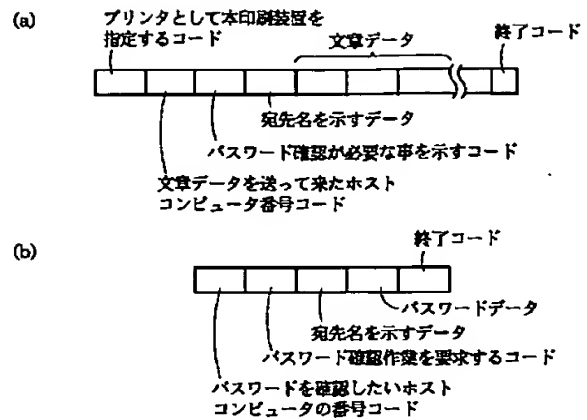 (a)
プリンタとして本印刷装置を
指定するコード
文章データ
終了コード
宛先名を示すデータ
パスワード確認が必要な事を示すコード
文章データを送って来たホスト
コンピュータ番号コード
(b)
終了コード
パスワードデータ
宛先名を示すデータ
パスワード確認作業を要求するコード
パスワードを確認したいホスト
コンピュータの番号コード